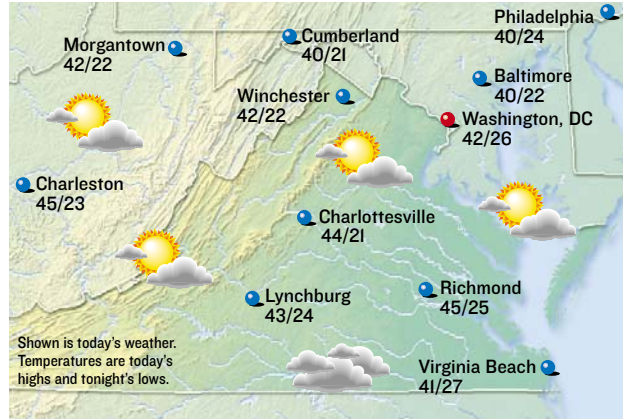 Philadelphia
40/24
Cumberland
40/21
Morgantown
42/22
Baltimore
40/22
Winchester
42/22
Washington, DC
42/26
Charleston
45/23
Charlottesville
44/21
Richmond
45/25
Lynchburg
43/24
Shown is today's weather.
Temperatures are today's
highs and tonight's lows.
Virginia Beach
41/27